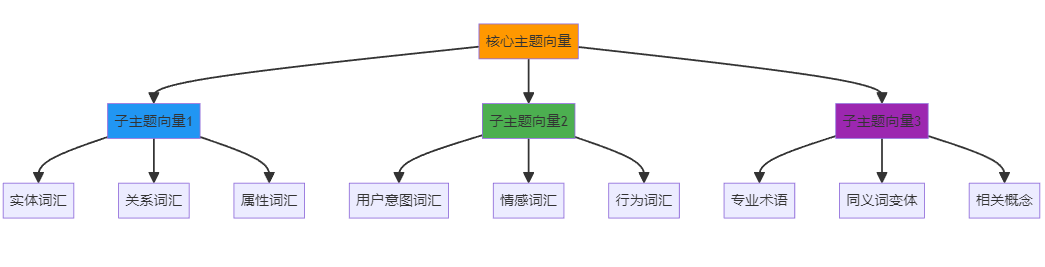 核心主题向量
子主题向量1
子主题向量2
子主题向量3
实体词汇
关系词汇
属性词汇
用户意图词汇
情感词汇
行为词汇
专业术语
同义词变体
相关概念